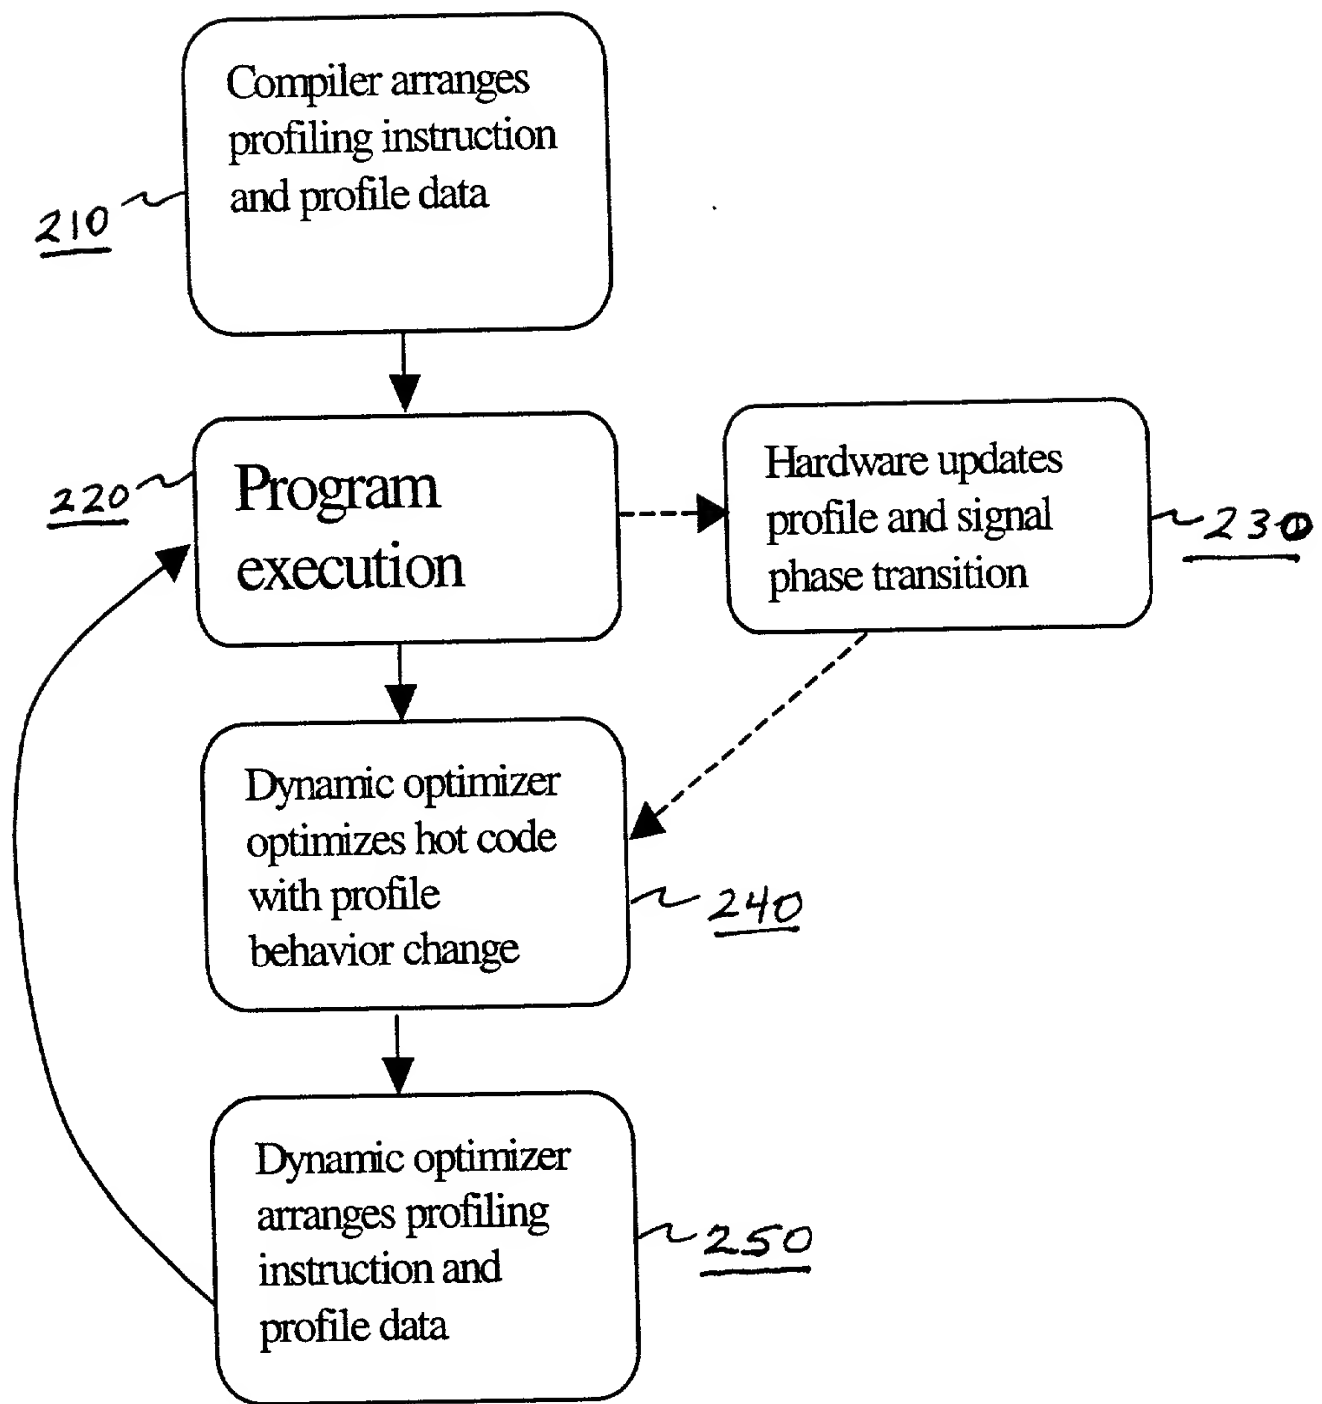 Compiler arranges
profiling instruction
and profile data
210
Program
execution
220
Hardware updates
profile and signal
phase transition
230
Dynamic optimizer
optimizes hot code
with profile
behavior change
240
Dynamic optimizer
arranges profiling
instruction and
profile data
250